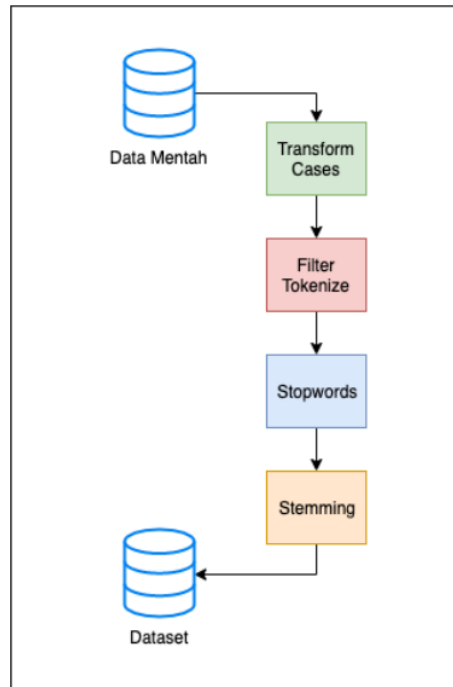 Data Mentah
Transform
Cases
Filter
Tokenize
Stopwords
Stemming
Dataset